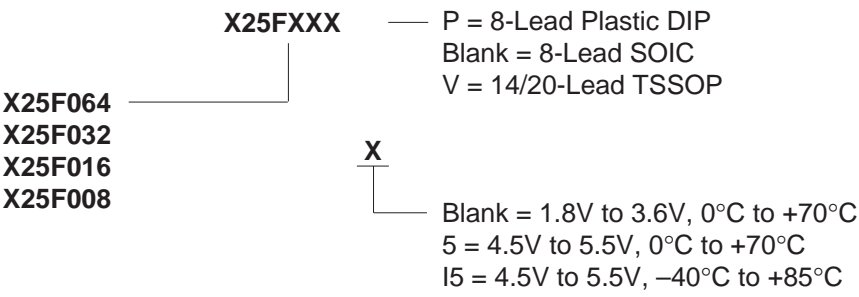 X25FXXX
P = 8-Lead Plastic DIP
Blank = 8-Lead SOIC
V = 14/20-Lead TSSOP
X25F064
X25F032
X25F016
X25F008
X
Blank = 1.8V to 3.6V, 0°C to +70°C
5 = 4.5V to 5.5V, 0°C to +70°C
I5 = 4.5V to 5.5V, –40°C to +85°C